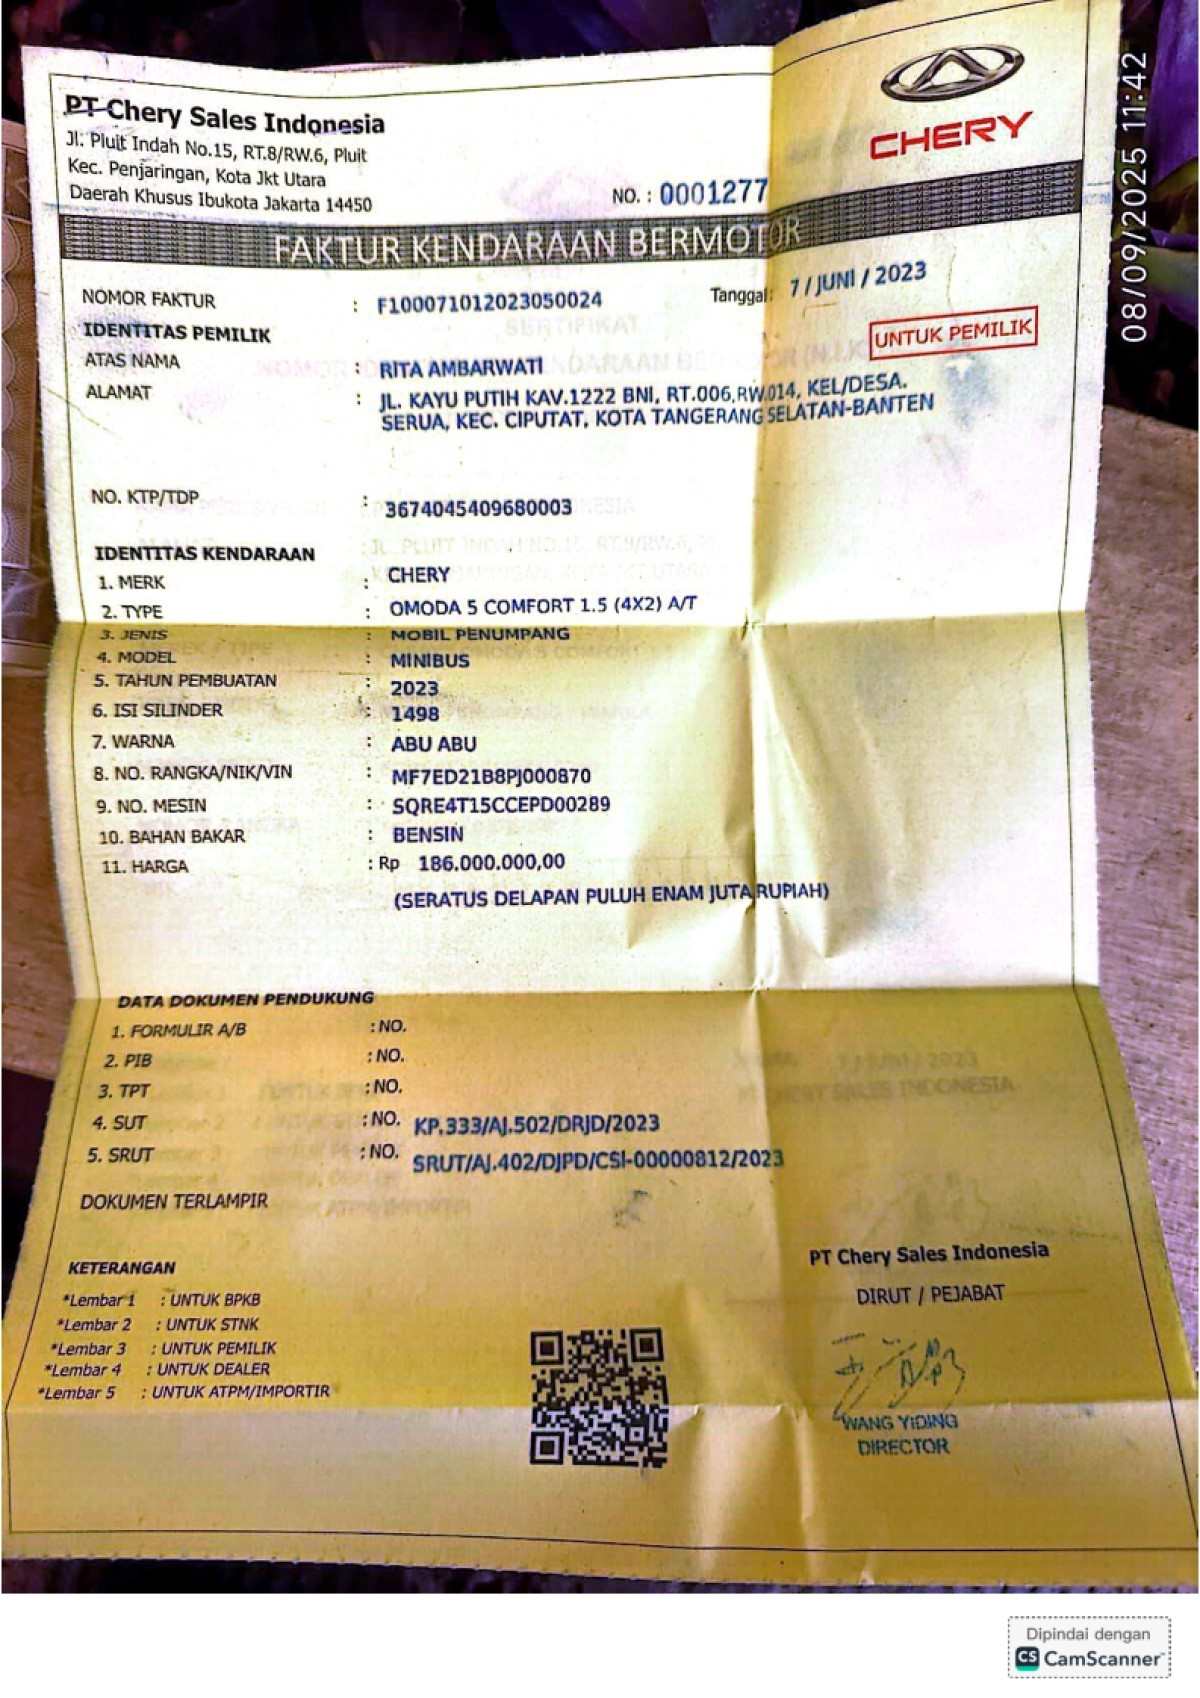 PT Chery Sales Indonesia
Jl. Pluit Indah No.15, RT.8/RW.6, Pluit
Kec. Penjaringan, Kota Jkt Utara
Daerah Khusus Ibukota Jakarta 14450
CHERY
NO. : 0001277
FAKTUR KENDARAAN BERMOTOR
08/09/2025 11:42
NOMOR FAKTUR : F100071012023050024 Tanggal: 7 / JUNI / 2023
IDENTITAS PEMILIK
UNTUK PEMILIK
ATAS NAMA : RITA AMBARWATI
ALAMAT : JL. KAYU PUTIH KAV.1222 BNI, RT.006,RW.014, KEL/DESA.
SERUA, KEC. CIPUTAT, KOTA TANGERANG SELATAN-BANTEN
NO. KTP/TDP : 3674045409680003
IDENTITAS KENDARAAN
1. MERK : CHERY
2. TYPE : OMODA 5 COMFORT 1.5 (4X2) A/T
3. JENIS : MOBIL PENUMPANG
4. MODEL : MINIBUS
5. TAHUN PEMBUATAN : 2023
6. ISI SILINDER : 1498
7. WARNA : ABU ABU
8. NO. RANGKA/NIK/VIN : MF7ED21B8PJ000870
9. NO. MESIN : SQRE4T15CCEPD00289
10. BAHAN BAKAR : BENSIN
11. HARGA : Rp 186.000.000,00
(SERATUS DELAPAN PULUH ENAM JUTA RUPIAH)
DATA DOKUMEN PENDUKUNG
1. FORMULIR A/B : NO.
2. PIB : NO.
3. TPT : NO.
4. SUT : NO. KP.333/AJ.502/DRJD/2023
5. SRUT : NO. SRUT/AJ.402/DJPD/CSI-00000812/2023
DOKUMEN TERLAMPIR
PT Chery Sales Indonesia
DIRUT / PEJABAT
KETERANGAN
*Lembar 1 : UNTUK BPKB
*Lembar 2 : UNTUK STNK
*Lembar 3 : UNTUK PEMILIK
*Lembar 4 : UNTUK DEALER
*Lembar 5 : UNTUK ATPM/IMPORTIR
WANG YIDING
DIRECTOR
Dipindai dengan
CS CamScanner